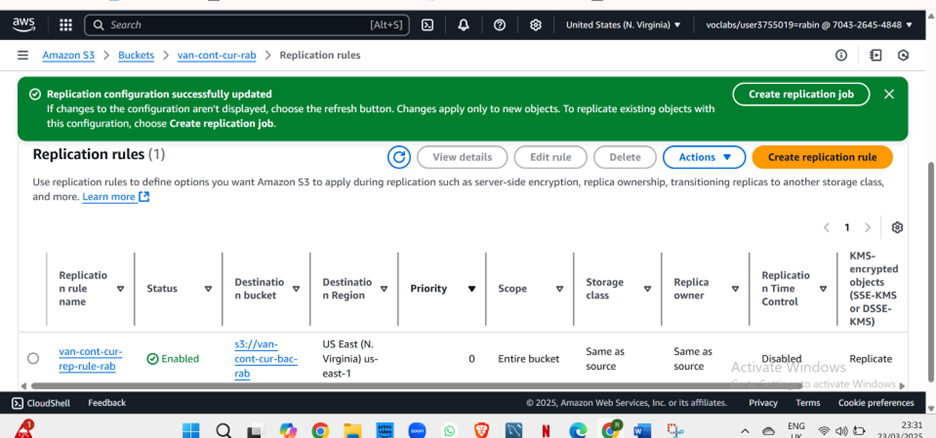 aws
Search [Alt+S] United States (N. Virginia) voclabs/user3755019=rabin @ 7043-2645-4848
Amazon S3 > Buckets > van-cont-cur-rab > Replication rules
Replication configuration successfully updated
If changes to the configuration aren't displayed, choose the refresh button. Changes apply only to new objects. To replicate existing objects with
this configuration, choose Create replication job.
Create replication job
Replication rules (1)
View details Edit rule Delete Actions Create replication rule
Use replication rules to define options you want Amazon S3 to apply during replication such as server-side encryption, replica ownership, transitioning replicas to another storage class,
and more. Learn more
1
Replicatio
n rule
name
Status
Destinatio
n bucket
Destinatio
n Region
Priority
Scope
Storage
class
Replica
owner
Replicatio
n Time
Control
KMS-
encrypted
objects
(SSE-KMS
or DSSE-
KMS)
van-cont-cur-
rep-rule-rab
Enabled
s3://van-
cont-cur-bac-
rab
US East (N.
Virginia) us-
east-1
0
Entire bucket
Same as
source
Same as
source
Disabled
Replicate
Activate Windows
Go to Settings to activate Windows.
CloudShell Feedback © 2025, Amazon Web Services, Inc. or its affiliates. Privacy Terms Cookie preferences
ENG
UK
23:31
23/03/2025